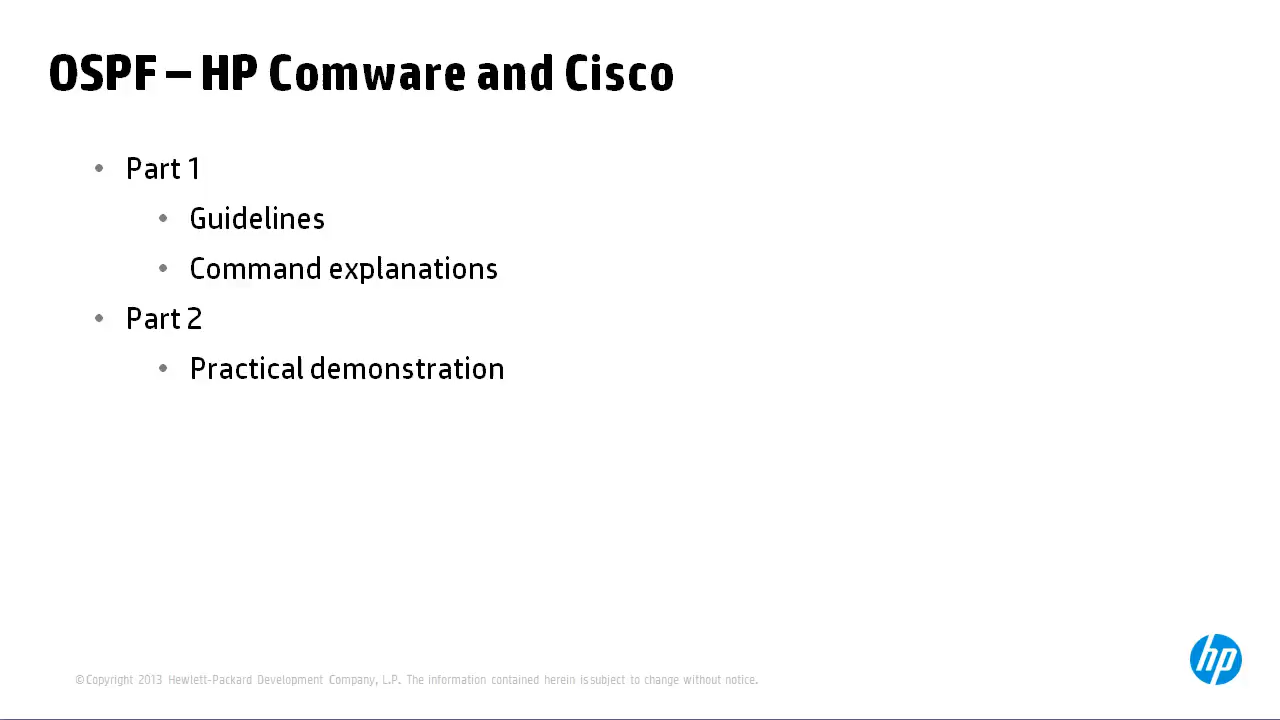 OSPF – HP Comware and Cisco
• Part 1
• Guidelines
• Command explanations
• Part 2
• Practical demonstration
hp
©Copyright 2013 Hewlett-Packard Development Company, L.P. The information contained herein is subject to change without notice.